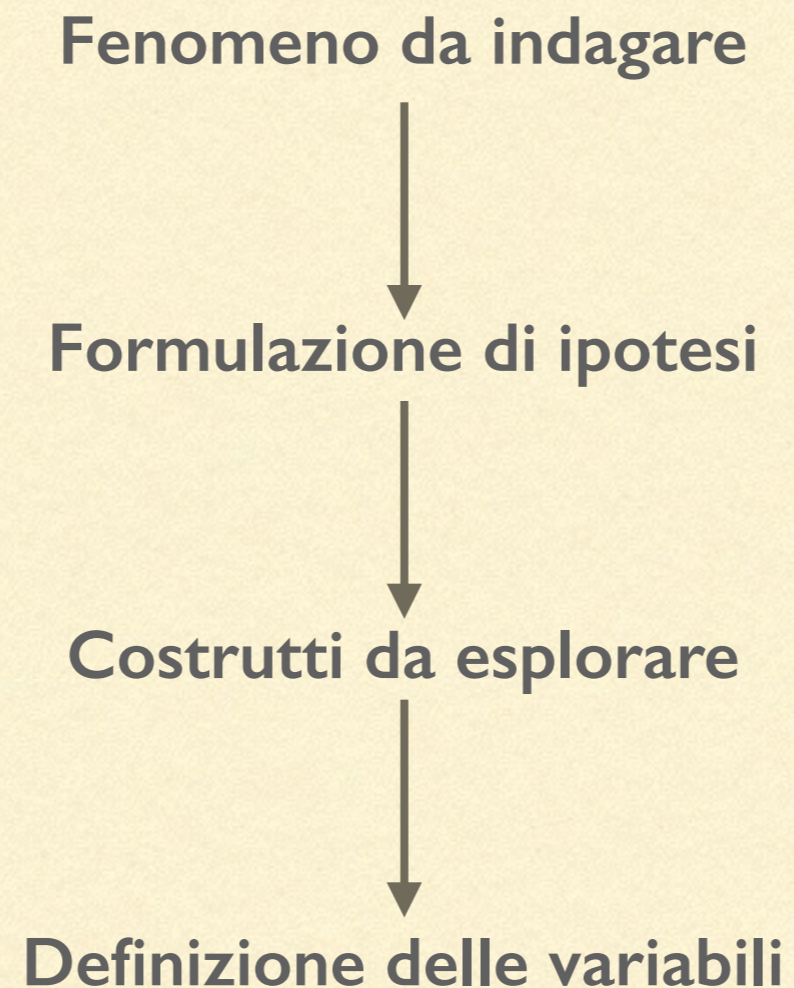 Fenomeno da indagare
Formulazione di ipotesi
Costrutti da esplorare
Definizione delle variabili